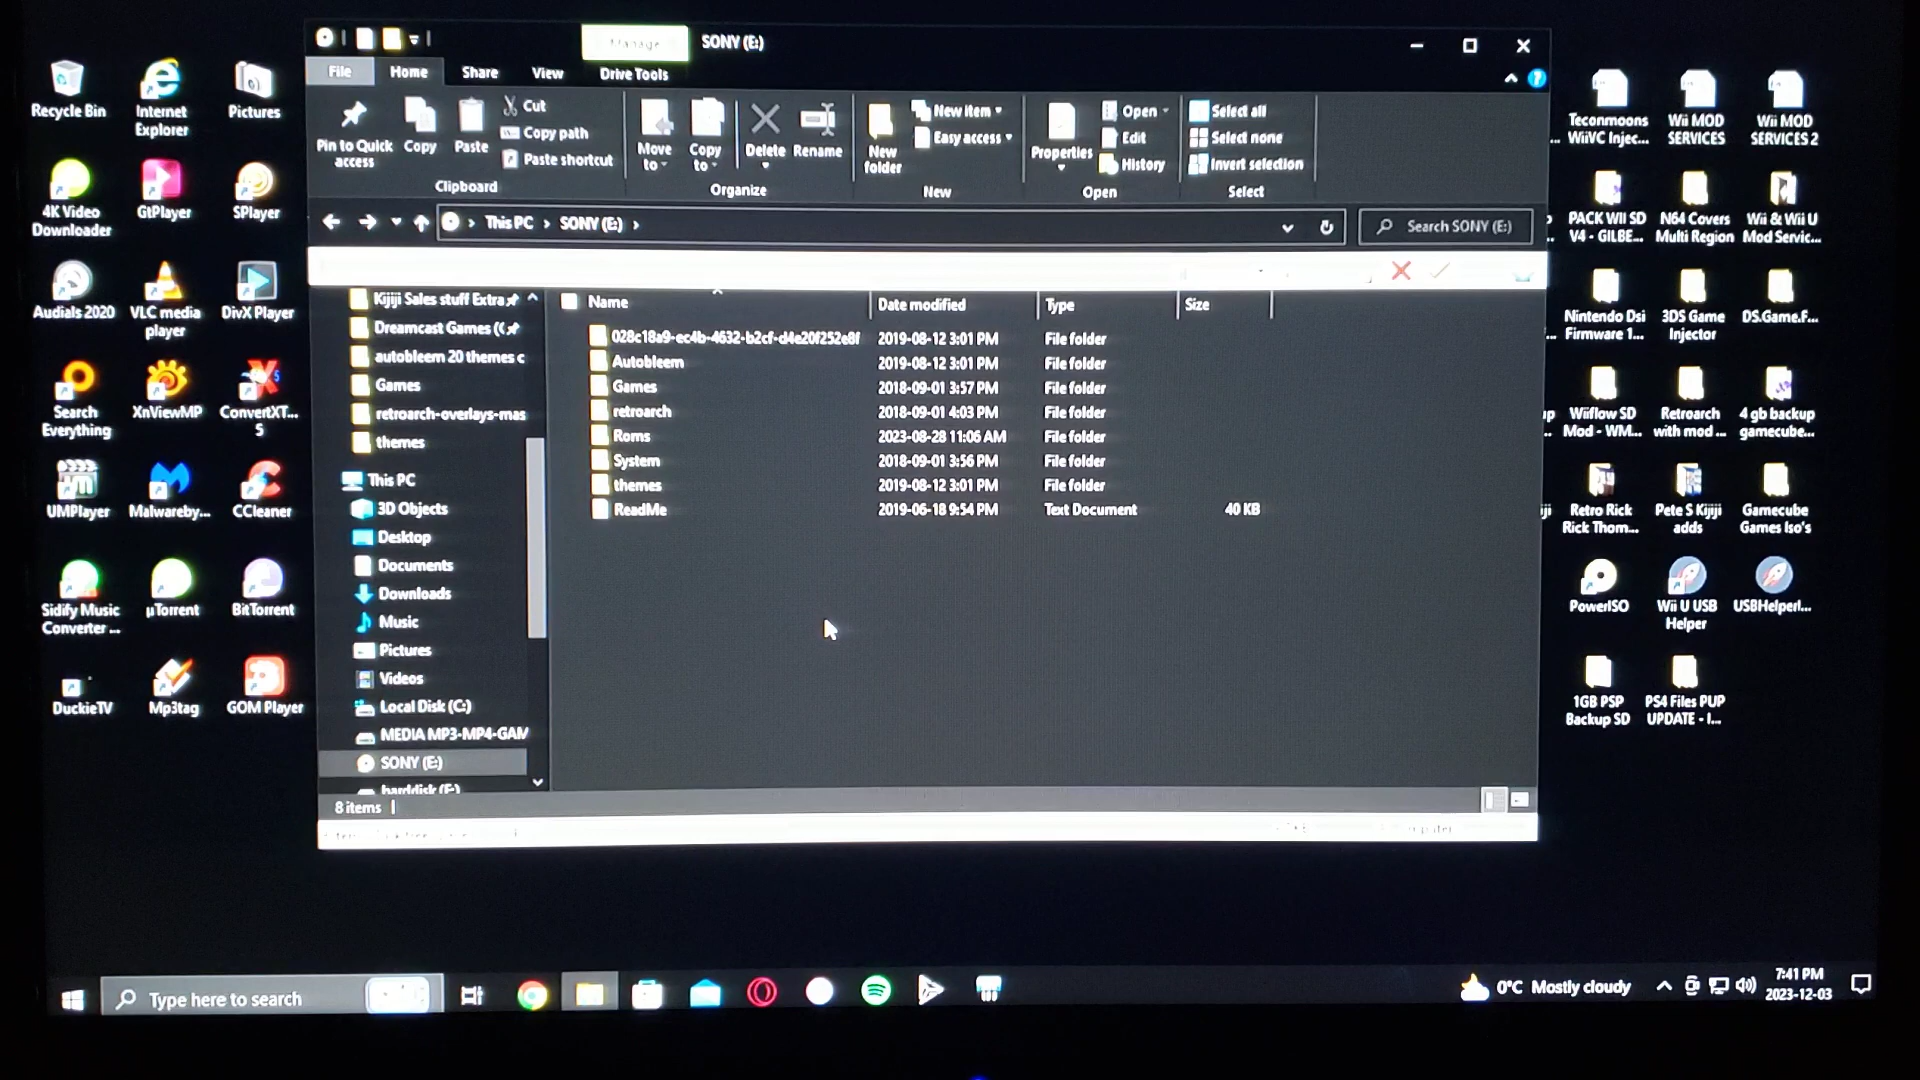 Manage
SONY (E:)
File
Home
Share
View
Drive Tools
Pin to Quick
access
Copy
Paste
Cut
Copy path
Paste shortcut
Move
to
Copy
to
Delete
Rename
New
folder
New item
Easy access
Properties
Open
Edit
History
Select all
Select none
Invert selection
Clipboard
Organize
New
Open
Select
This PC
SONY (E:)
Search SONY (E:)
Name
Date modified
Type
Size
028c18a9-ec4b-4632-b2cf-d4e20f252e8f 2019-08-12 3:01 PM File folder
Autobleem 2019-08-12 3:01 PM File folder
Games 2018-09-01 3:57 PM File folder
retroarch 2018-09-01 4:03 PM File folder
Roms 2023-08-28 11:06 AM File folder
System 2018-09-01 3:56 PM File folder
themes 2019-08-12 3:01 PM File folder
ReadMe 2019-06-18 9:54 PM Text Document 40 KB
Kijiji Sales stuff Extra
Dreamcast Games ((
autobleem 20 themes c
Games
retroarch-overlays-mas
themes
This PC
3D Objects
Desktop
Documents
Downloads
Music
Pictures
Videos
Local Disk (C:)
MEDIA MP3-MP4-GAM
SONY (E:)
harddisk (F:)
8 items
Recycle Bin
Internet
Explorer
Pictures
4K Video
Downloader
GtPlayer
SPlayer
Audials 2020
VLC media
player
DivX Player
Search
Everything
XnViewMP
ConvertXT...
5
UMPlayer
Malwareby...
CCleaner
Sidify Music
Converter ...
µTorrent
BitTorrent
DuckieTV
Mp3tag
GOM Player
Teconmoons
WiiVC Injec...
Wii MOD
SERVICES
Wii MOD
SERVICES 2
PACK WII SD
V4 - GILBE...
N64 Covers
Multi Region
Wii & Wii U
Mod Servic...
Nintendo Dsi
Firmware 1...
3DS Game
Injector
DS.Game.F...
Wiiflow SD
Mod - WM...
Retroarch
with mod ...
4 gb backup
gamecube...
Retro Rick
Rick Thom...
Pete S Kijiji
adds
Gamecube
Games Iso's
PowerISO
Wii U USB
Helper
USBHelperI...
1GB PSP
Backup SD
PS4 Files PUP
UPDATE - I...
Type here to search
0°C Mostly cloudy
7:41 PM
2023-12-03